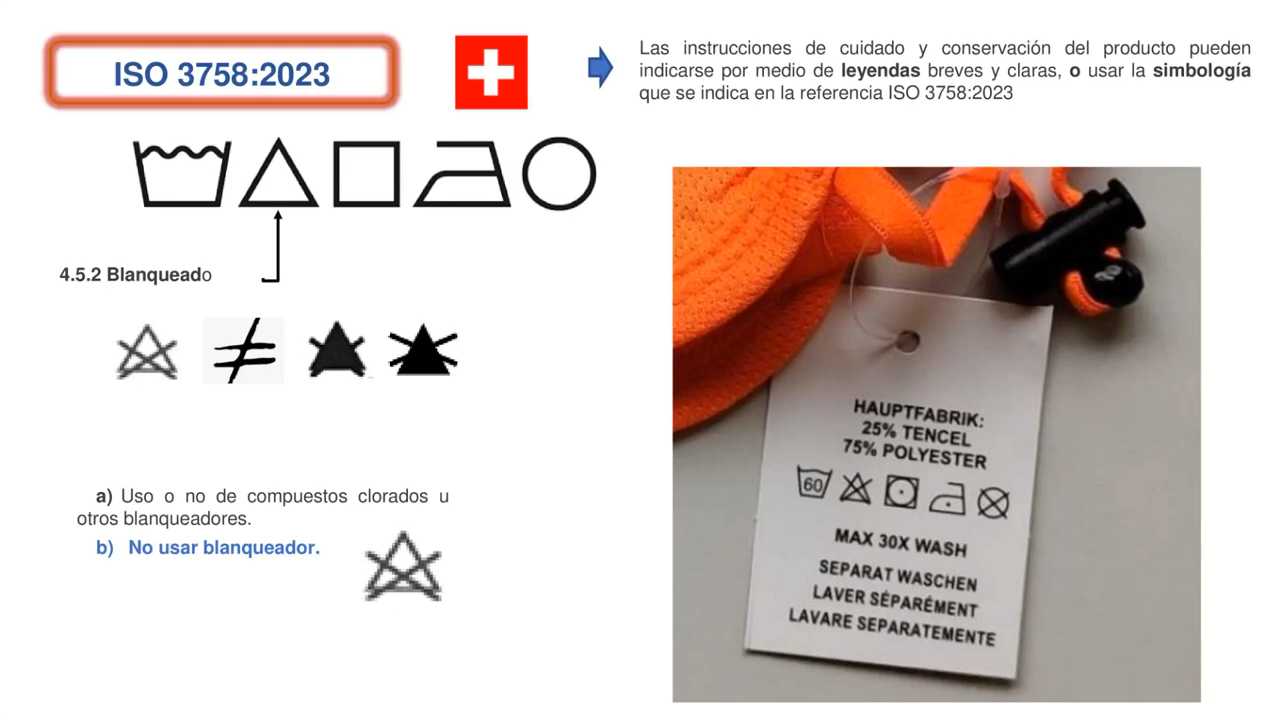 ISO 3758:2023
Las instrucciones de cuidado y conservación del producto pueden
indicarse por medio de leyendas breves y claras, o usar la simbología
que se indica en la referencia ISO 3758:2023
4.5.2 Blanqueado
a) Uso o no de compuestos clorados u
otros blanqueadores.
b) No usar blanqueador.
HAUPTFABRIK:
25% TENCEL
75% POLYESTER
60
MAX 30X WASH
SEPARAT WASCHEN
LAVER SÉPARÉMENT
LAVARE SEPARATEMENTE